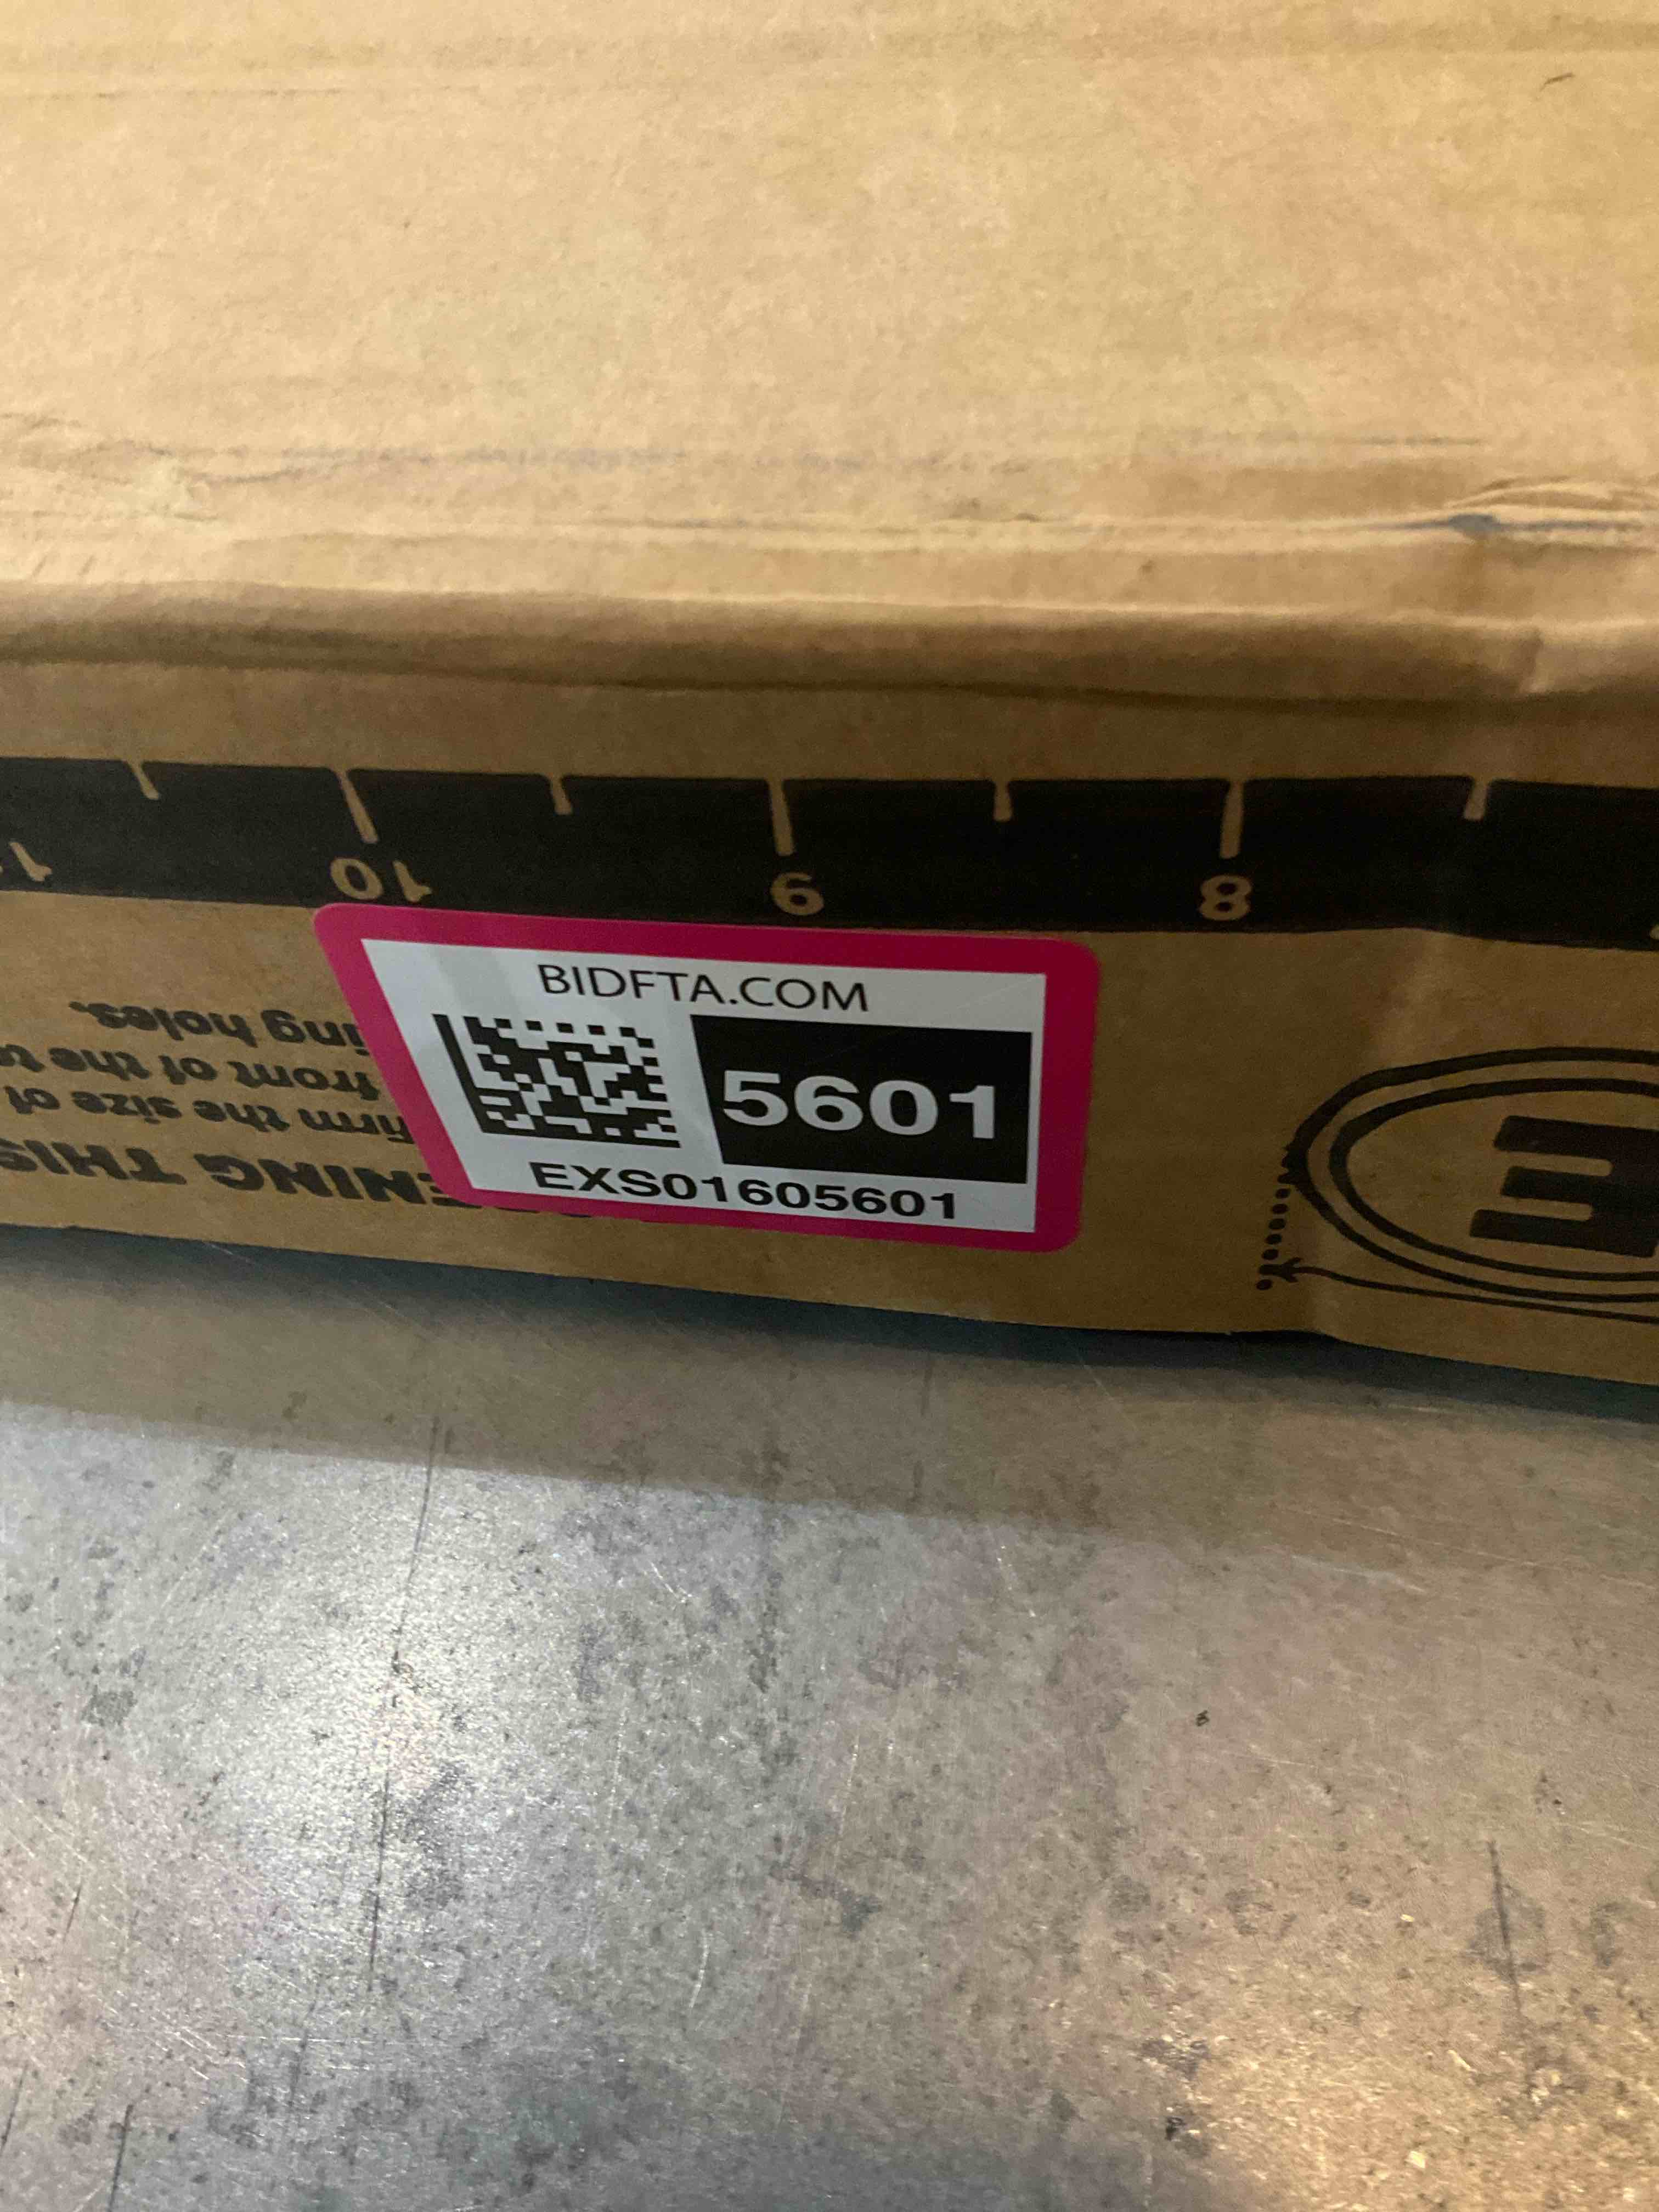 10 9 8
BIDFTA.COM
5601
EXS01605601
ENING THIS
firm the size of
front of the
ing holes.
E